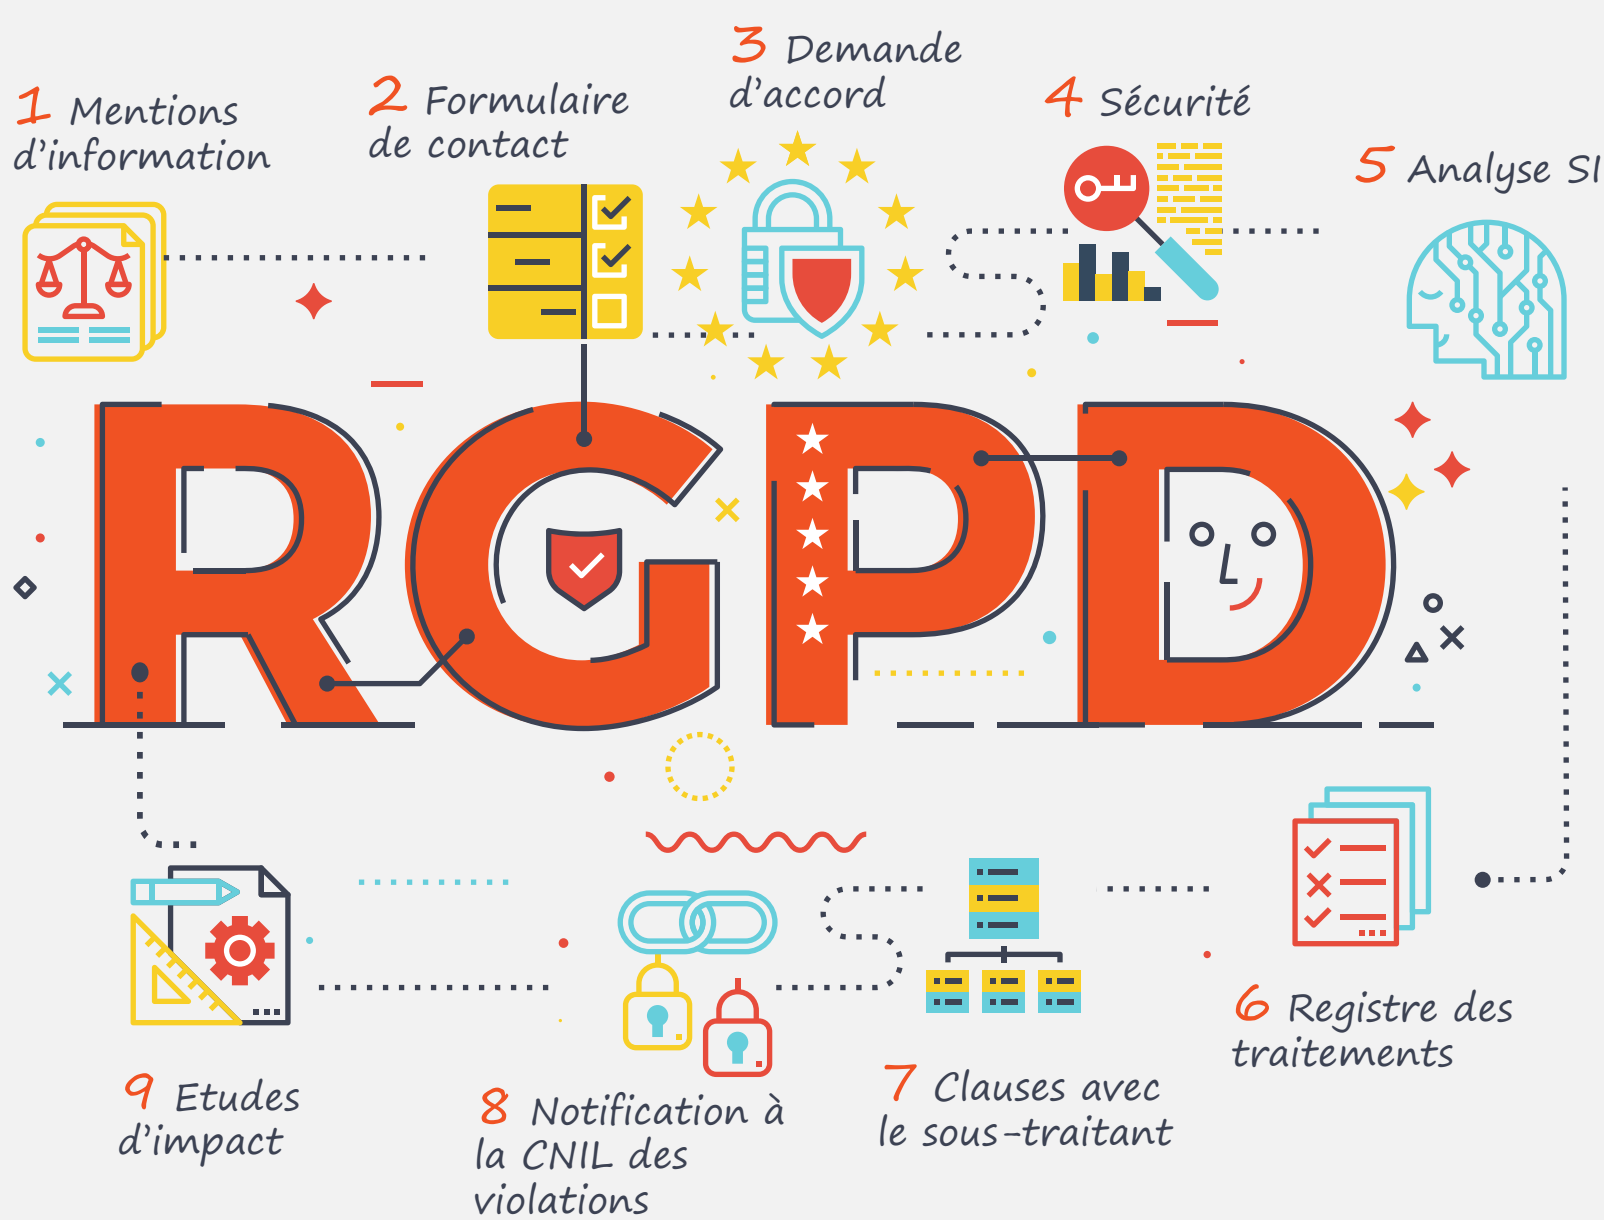 1 Mentions
d'information
2 Formulaire
de contact
3 Demande
d'accord
4 Sécurité
5 Analyse SI
RGPD
6 Registre des
traitements
7 Clauses avec
le sous-traitant
8 Notification à
la CNIL des
violations
9 Etudes
d'impact